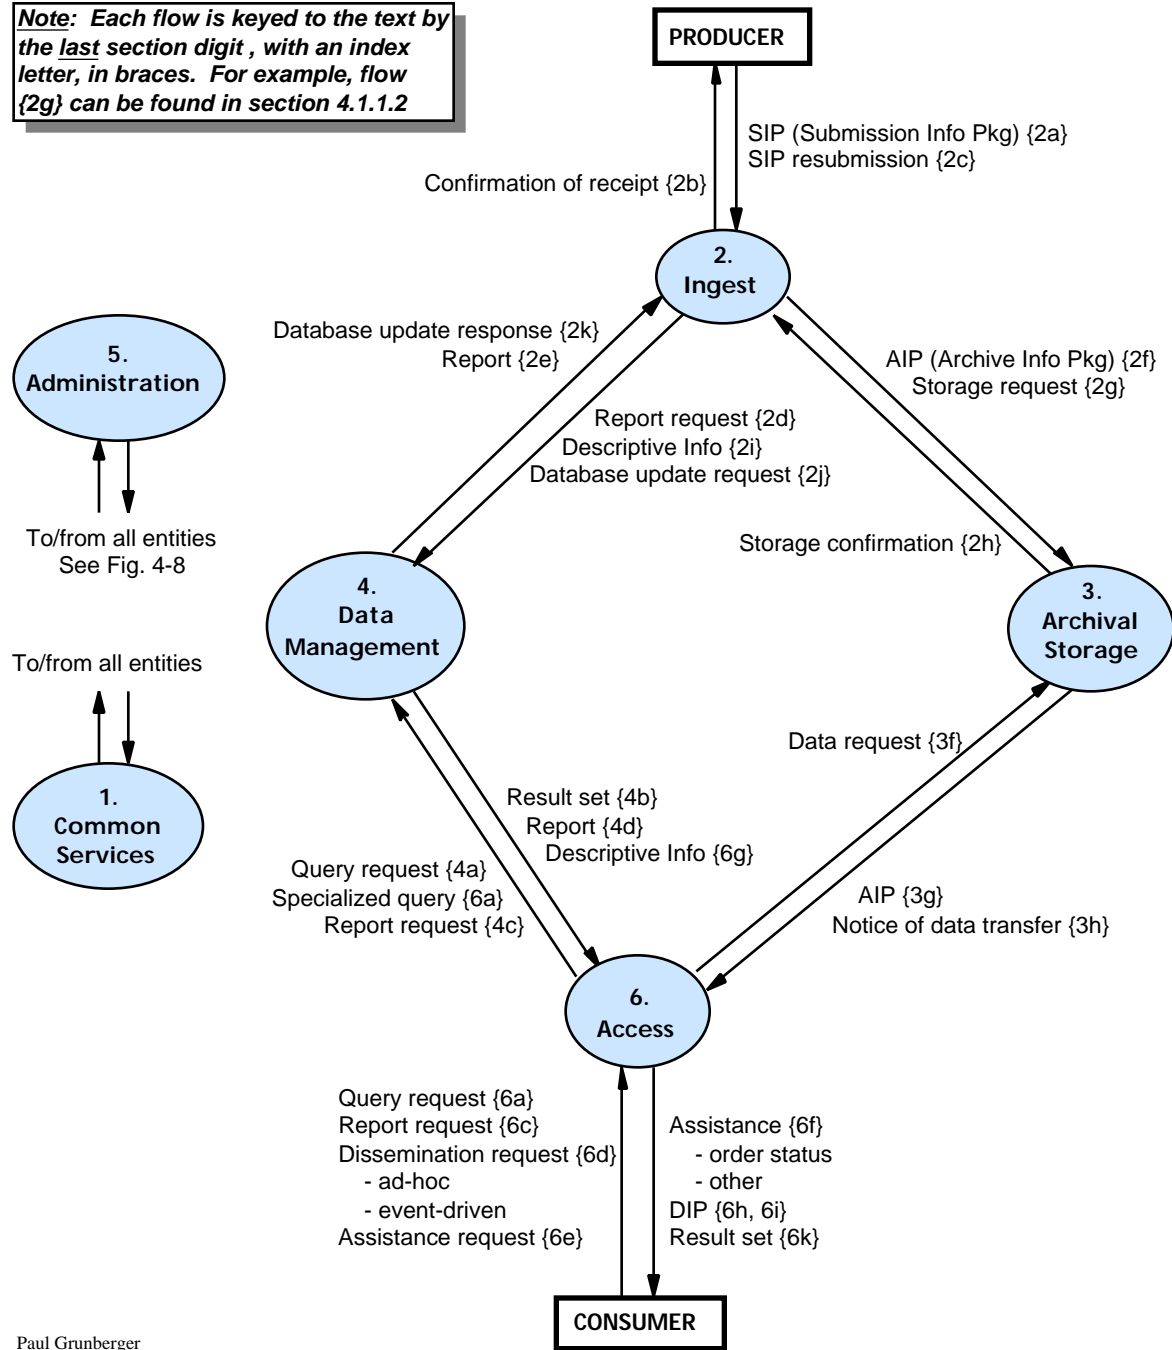 Note: Each flow is keyed to the text by
the last section digit , with an index
letter, in braces. For example, flow
{2g} can be found in section 4.1.1.2
PRODUCER
SIP (Submission Info Pkg) {2a}
SIP resubmission {2c}
Confirmation of receipt {2b}
2.
Ingest
Database update response {2k}
Report {2e}
AIP (Archive Info Pkg) {2f}
Storage request {2g}
5.
Administration
Report request {2d}
Descriptive Info {2i}
Database update request {2j}
To/from all entities
See Fig. 4-8
Storage confirmation {2h}
4.
Data
Management
3.
Archival
Storage
To/from all entities
1.
Common
Services
Data request {3f}
Result set {4b}
Report {4d}
Descriptive Info {6g}
Query request {4a}
Specialized query {6a}
Report request {4c}
AIP {3g}
Notice of data transfer {3h}
6.
Access
Query request {6a}
Report request {6c}
Dissemination request {6d}
- ad-hoc
- event-driven
Assistance request {6e}
Assistance {6f}
- order status
- other
DIP {6h, 6i}
Result set {6k}
CONSUMER
Paul Grunberger